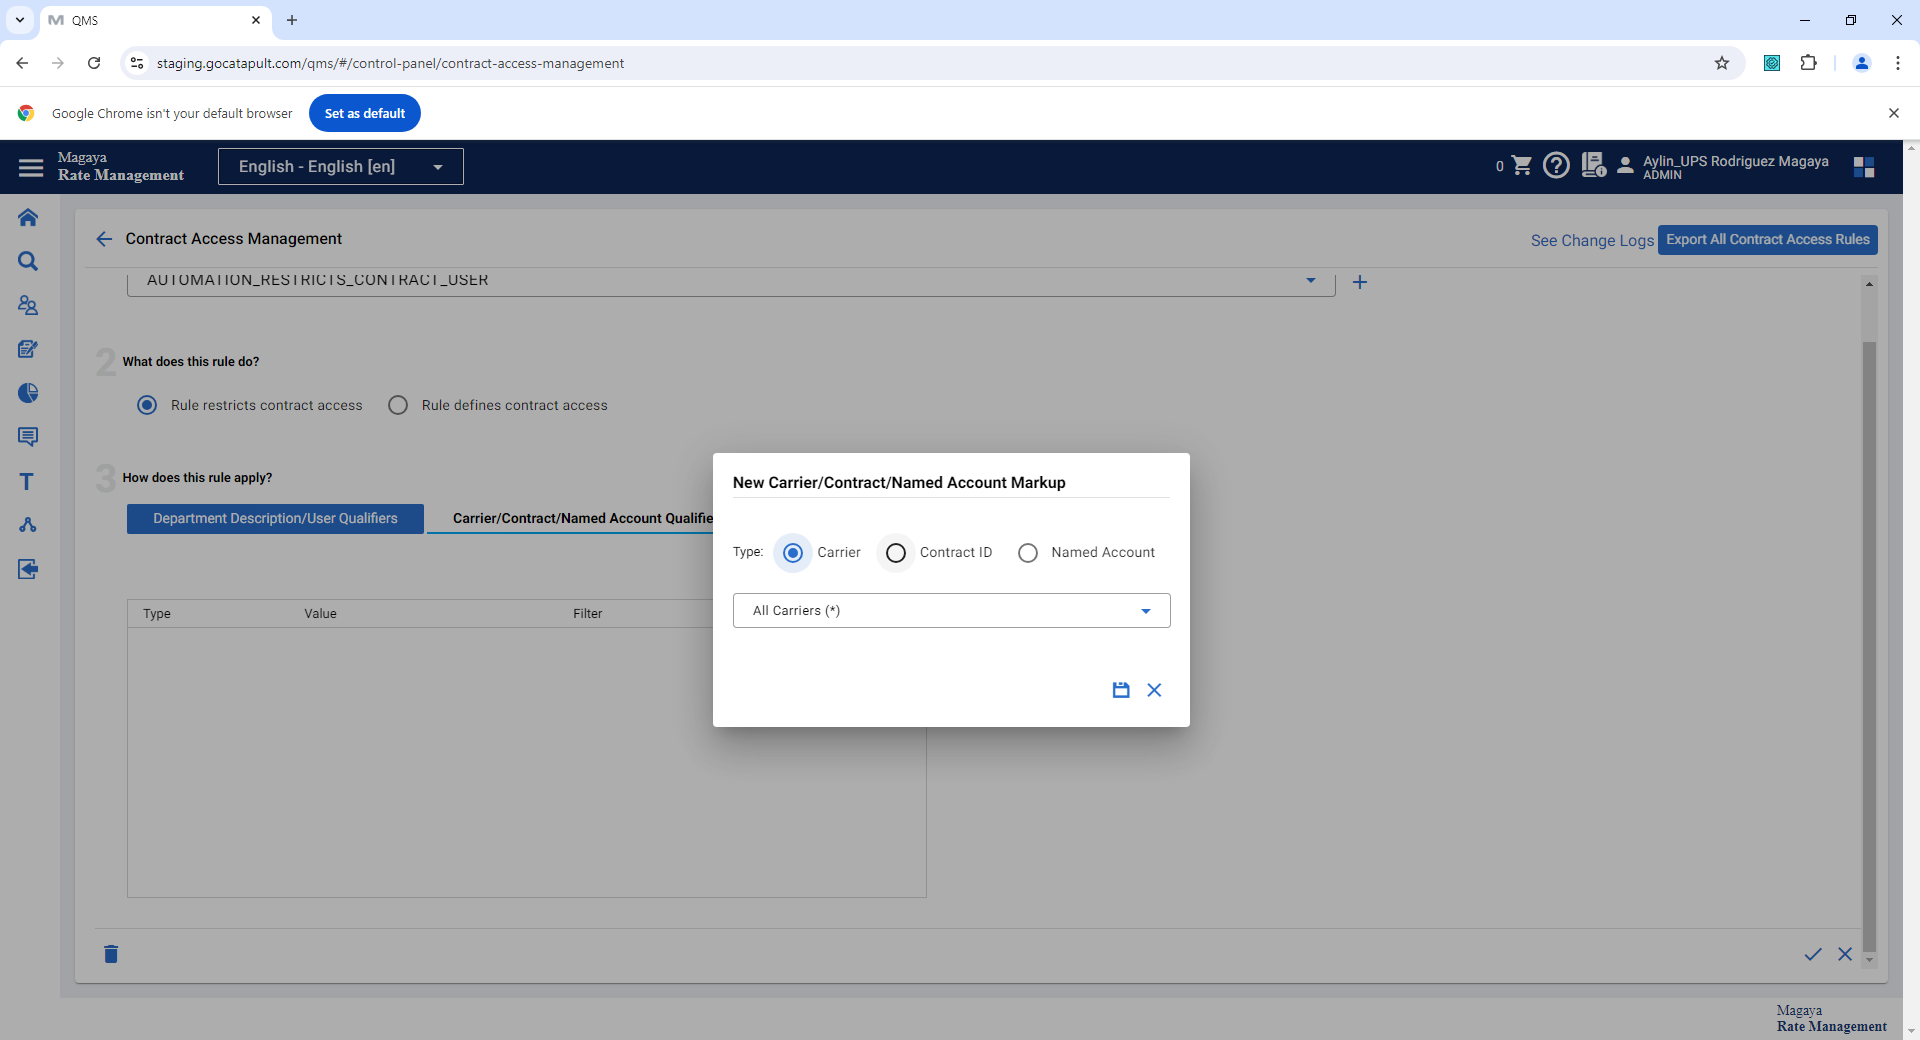 QMS
staging.gocatapult.com/qms/#/control-panel/contract-access-management
Google Chrome isn't your default browser
Set as default
Magaya
Rate Management
English - English [en]
0
Aylin_UPS Rodriguez Magaya
ADMIN
Contract Access Management
See Change Logs
Export All Contract Access Rules
AUTOMATION_RESTRICTS_CONTRACT_USER
2 What does this rule do?
Rule restricts contract access
Rule defines contract access
3 How does this rule apply?
Department Description/User Qualifiers
Carrier/Contract/Named Account Qualifie
Type Value Filter
New Carrier/Contract/Named Account Markup
Type: Carrier Contract ID Named Account
All Carriers (*)
Magaya
Rate Management